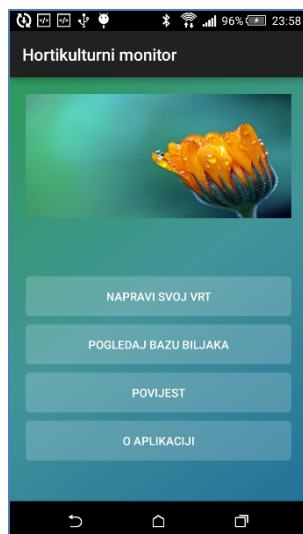 96% 23:58
Hortikulturni monitor
NAPRAVI SVOJ VRT
POGLEDAJ BAZU BILJAKA
POVIJEST
O APLIKACIJI